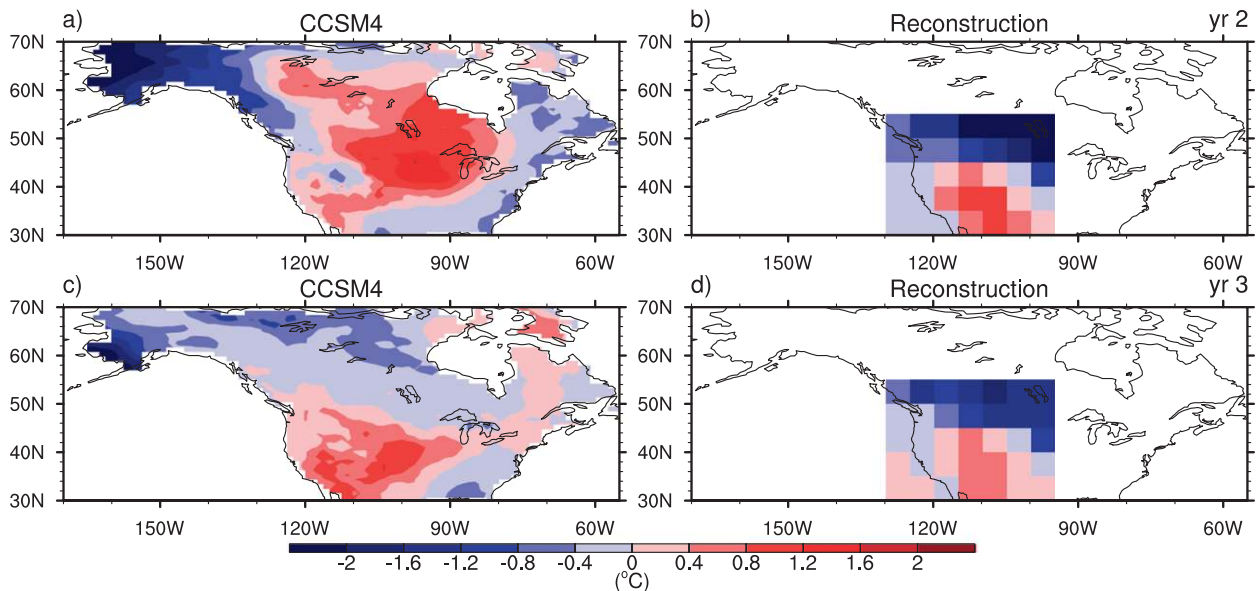 a) CCSM4 b) Reconstruction yr 2
70N 70N
60N 60N
50N 50N
40N 40N
30N 30N
150W 120W 90W 60W 150W 120W 90W 60W
c) CCSM4 d) Reconstruction yr 3
70N 70N
60N 60N
50N 50N
40N 40N
30N 30N
150W 120W 90W 60W 150W 120W 90W 60W
-2 -1.6 -1.2 -0.8 -0.4 0 0.4 0.8 1.2 1.6 2
(°C)